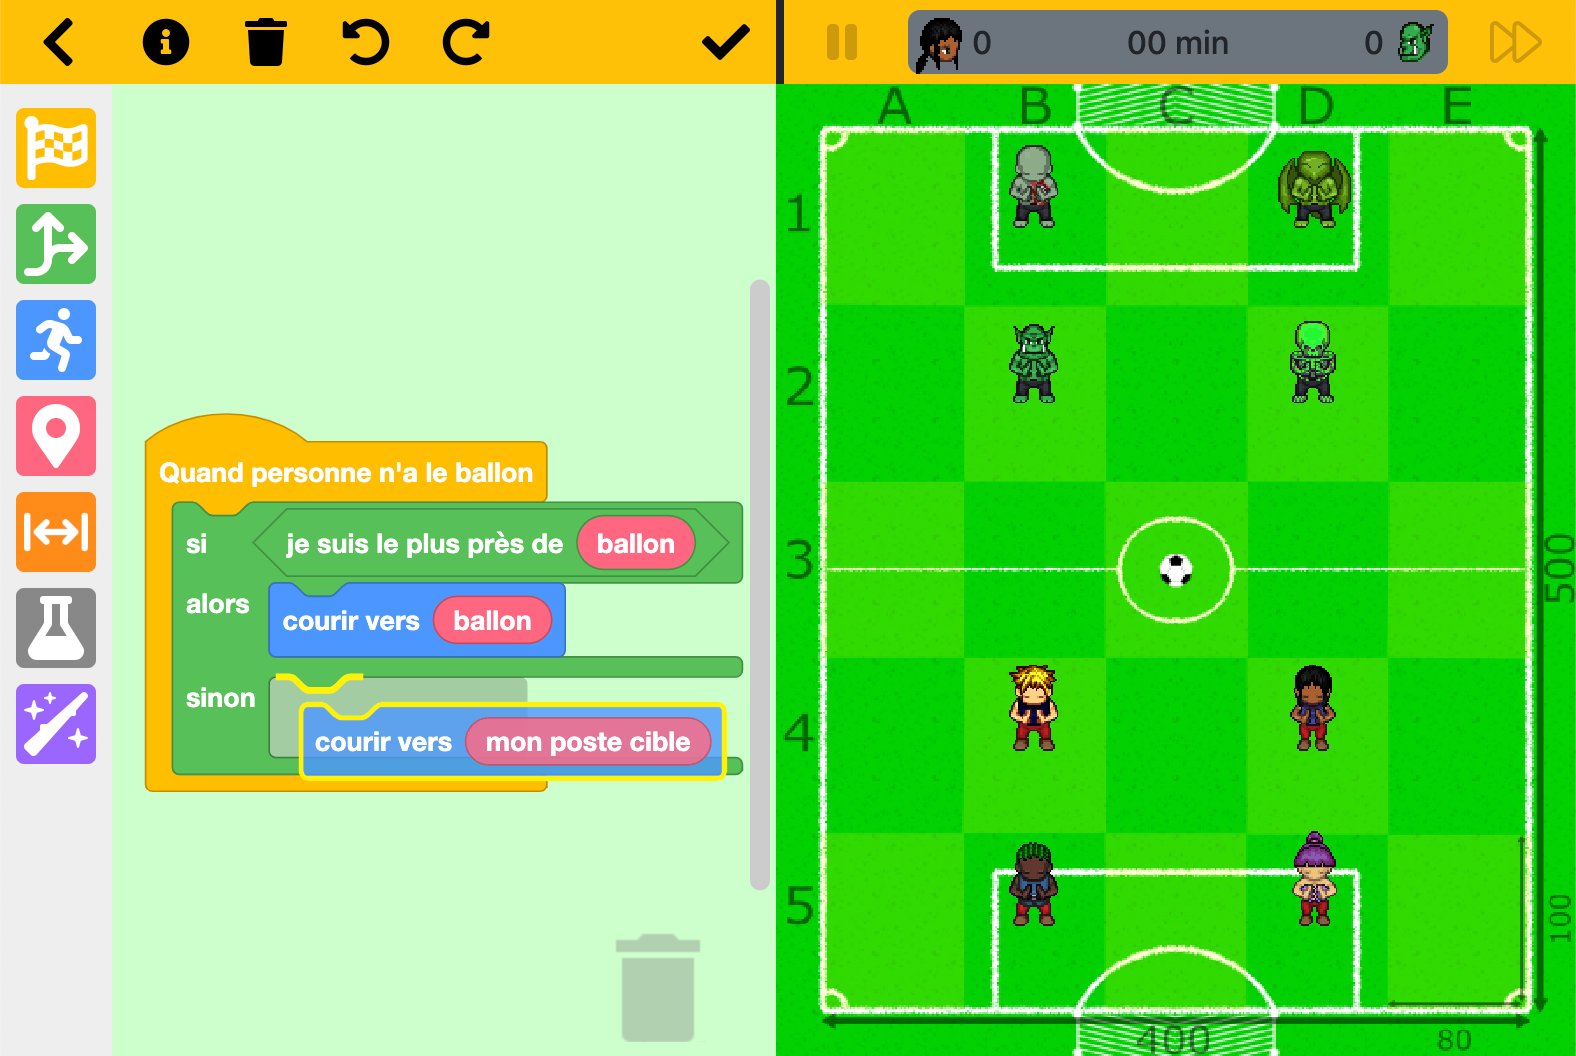 0 00 min 0
Quand personne n'a le ballon
si je suis le plus près de ballon
alors courir vers ballon
sinon
courir vers mon poste cible
A B C D E
1
2
3
500
4
5
100
400
80